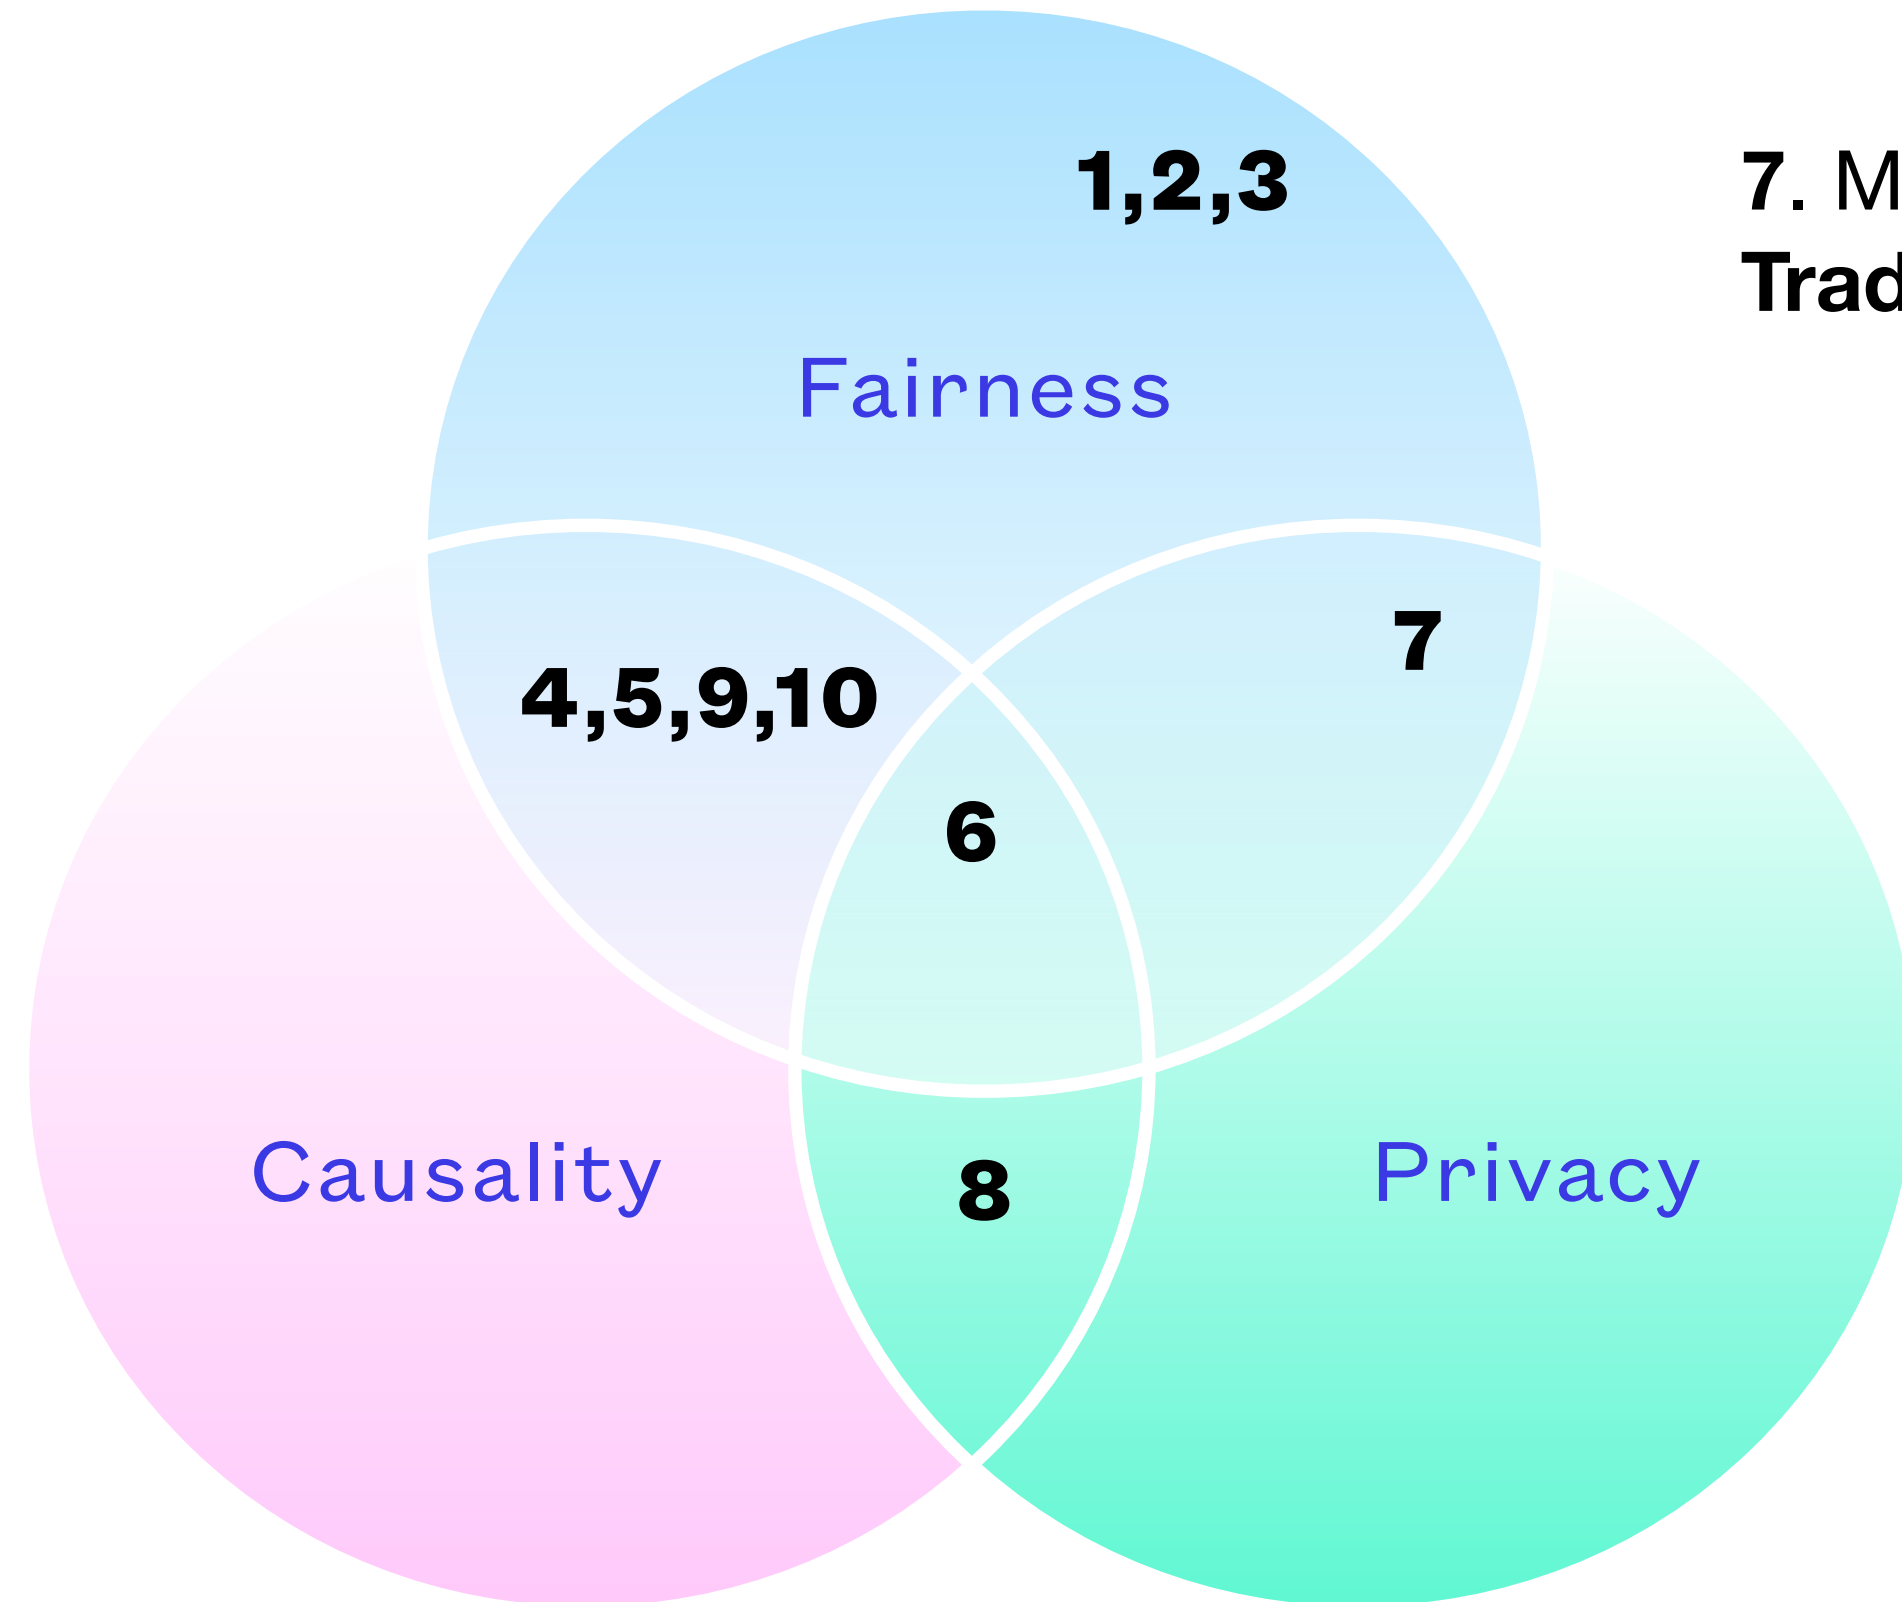 1,2,3
7. M
Trad
Fairness
7
4,5,9,10
6
Causality
8
Privacy